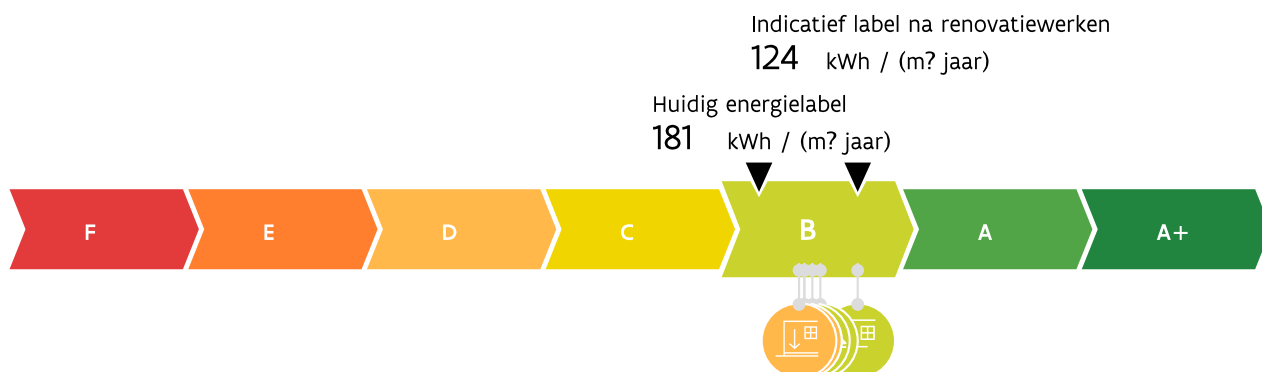 Indicatief label na renovatiewerken
124 kWh / (m? jaar)
Huidig energielabel
181 kWh / (m? jaar)
F E D C B A A+